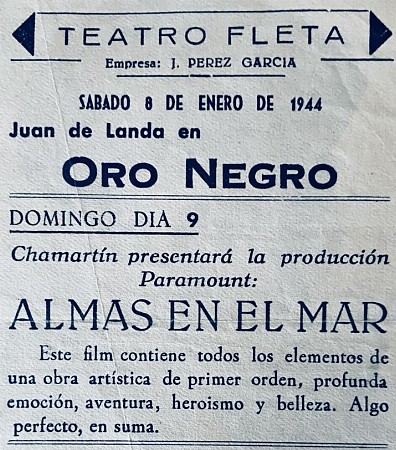 TEATRO FLETA
Empresa: J. PEREZ GARCIA
SABADO 8 DE ENERO DE 1944
Juan de Landa en
ORO NEGRO
DOMINGO DIA 9
Chamartín presentará la producción
Paramount:
ALMAS EN EL MAR
Este film contiene todos los elementos de
una obra artística de primer orden, profunda
emoción, aventura, heroismo y belleza. Algo
perfecto, en suma.